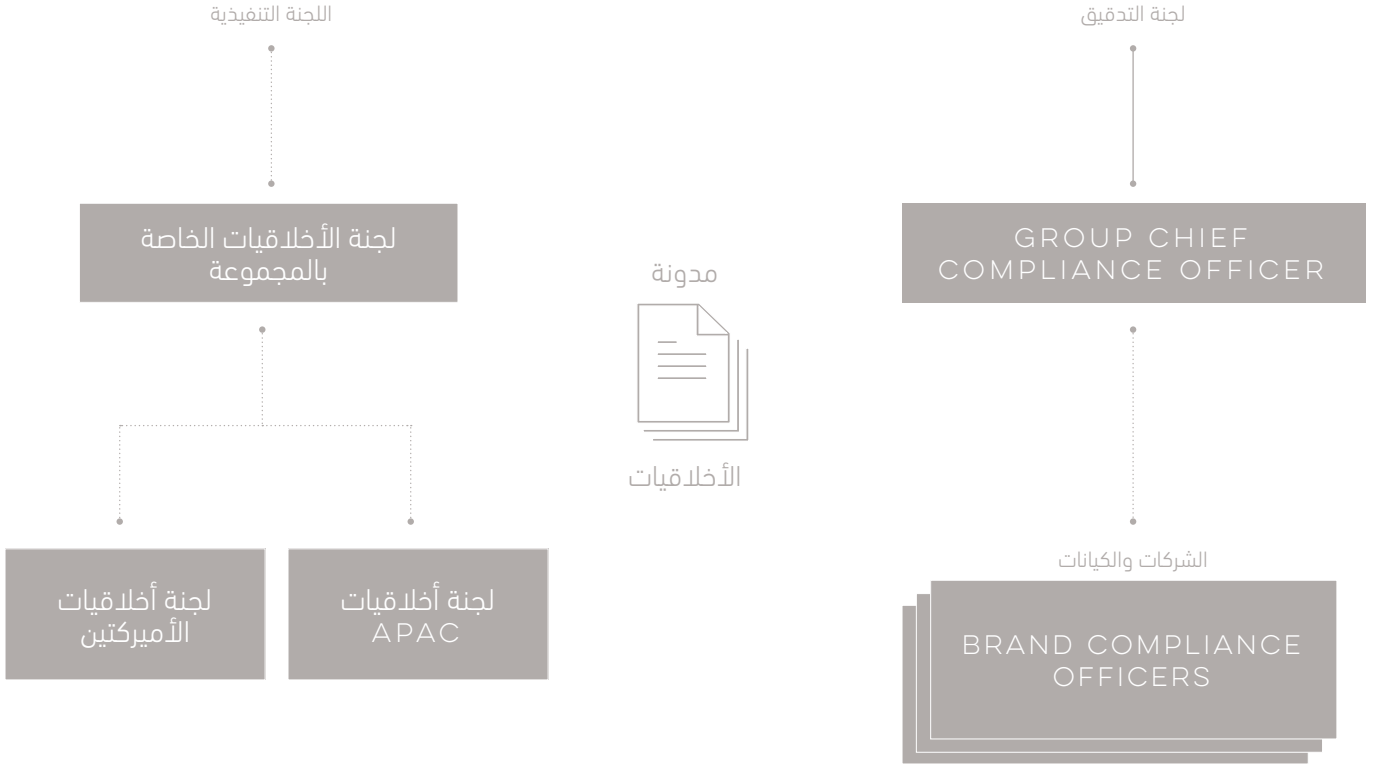 لجنة التدقيق
GROUP CHIEF
COMPLIANCE OFFICER
الشركات والكيانات
BRAND COMPLIANCE
OFFICERS
مدونة
الأخلاقيات
اللجنة التنفيذية
لجنة الأخلاقيات الخاصة
بالمجموعة
لجنة أخلاقيات
APAC
لجنة أخلاقيات
الأميركتين